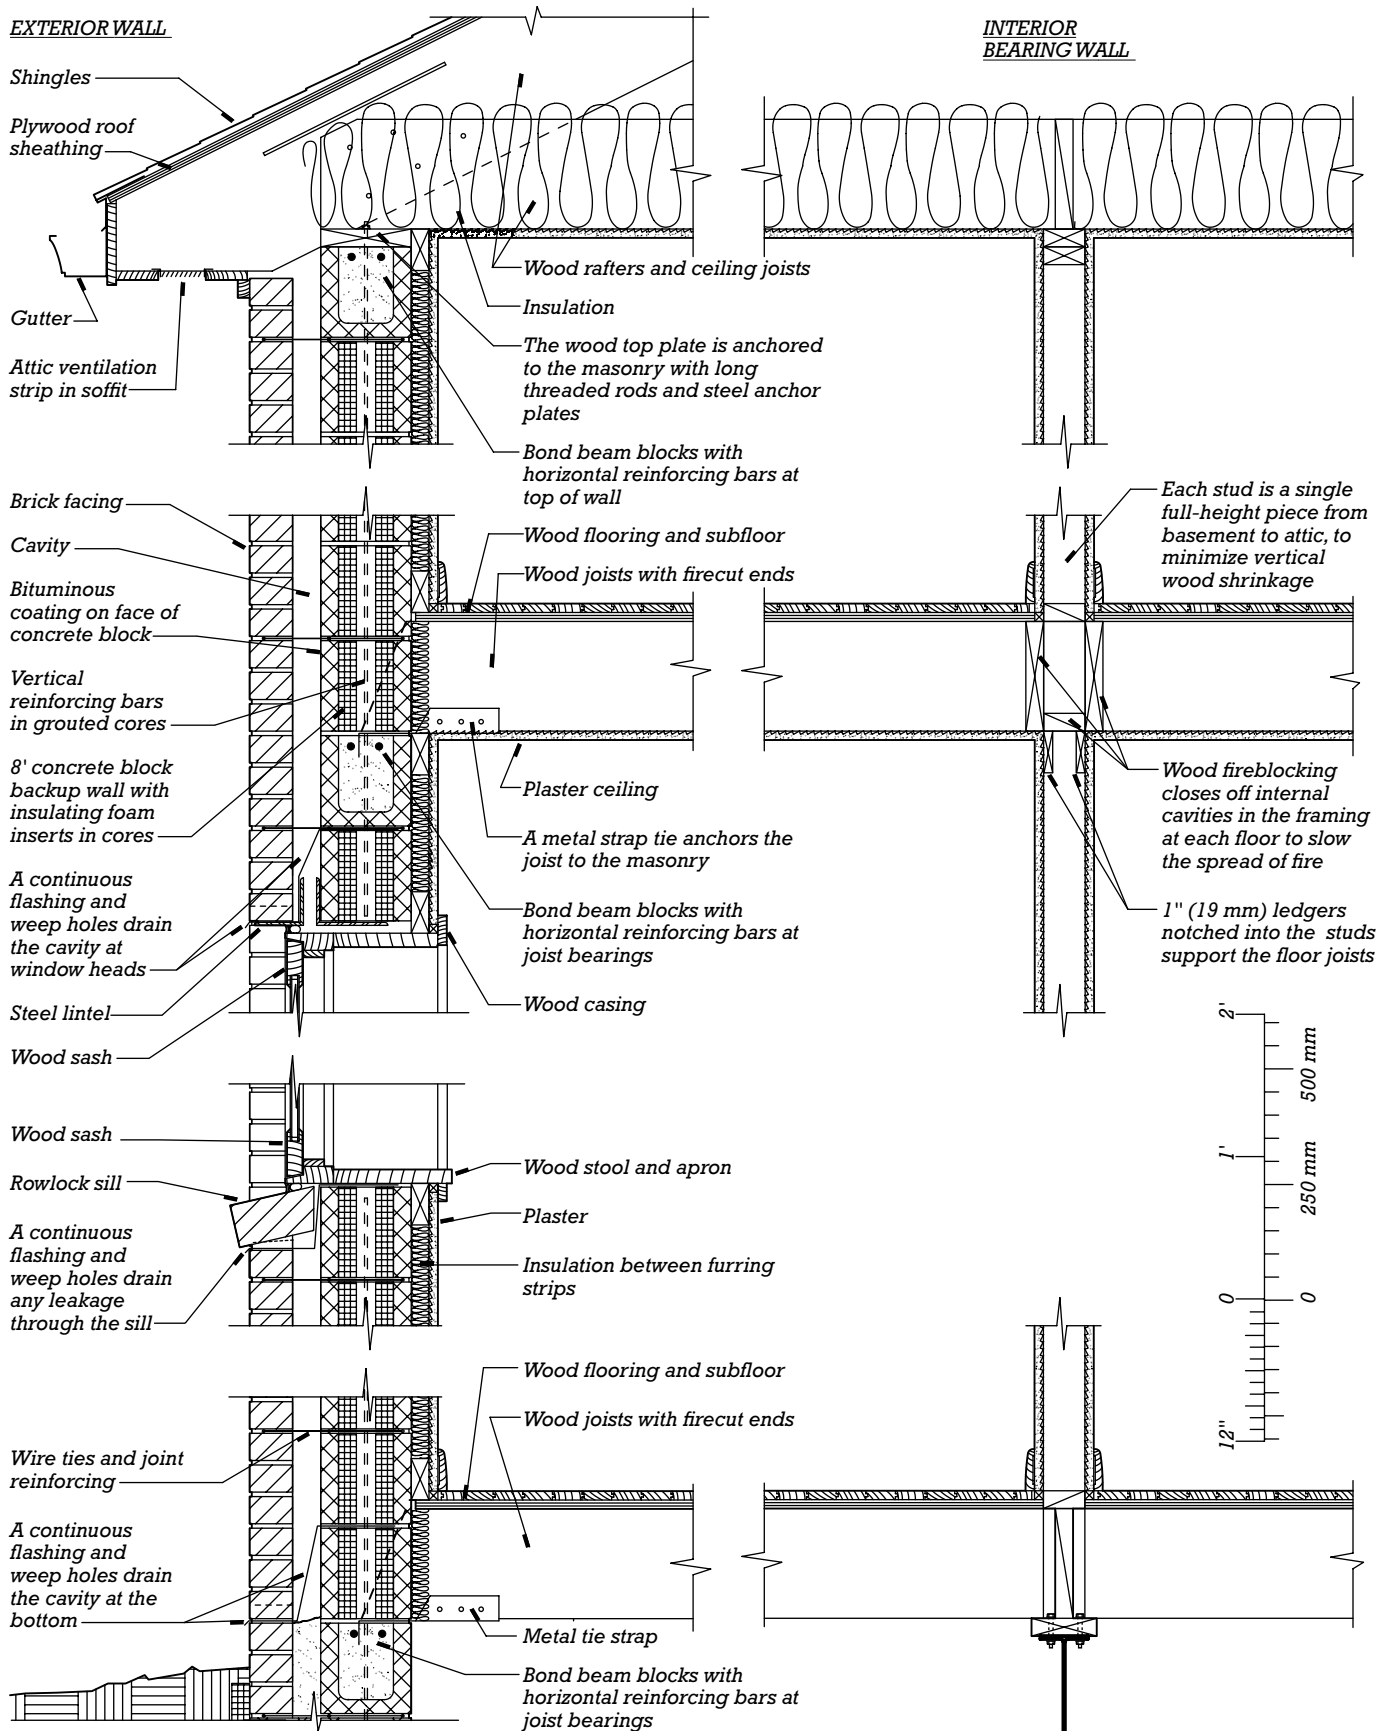 EXTERIOR WALL
Shingles
Plywood roof
sheathing
Gutter
Attic ventilation
strip in soffit
Brick facing
Cavity
Bituminous
coating on face of
concrete block
Vertical
reinforcing bars
in grouted cores
8' concrete block
backup wall with
insulating foam
inserts in cores
A continuous
flashing and
weep holes drain
the cavity at
window heads
Steel lintel
Wood sash
Wood sash
Rowlock sill
A continuous
flashing and
weep holes drain
any leakage
through the sill
Wire ties and joint
reinforcing
A continuous
flashing and
weep holes drain
the cavity at the
bottom
Wood rafters and ceiling joists
Insulation
The wood top plate is anchored
to the masonry with long
threaded rods and steel anchor
plates
Bond beam blocks with
horizontal reinforcing bars at
top of wall
Wood flooring and subfloor
Wood joists with firecut ends
Plaster ceiling
A metal strap tie anchors the
joist to the masonry
Bond beam blocks with
horizontal reinforcing bars at
joist bearings
Wood casing
Wood stool and apron
Plaster
Insulation between furring
strips
Wood flooring and subfloor
Wood joists with firecut ends
Metal tie strap
Bond beam blocks with
horizontal reinforcing bars at
joist bearings
INTERIOR
BEARING WALL
Each stud is a single
full-height piece from
basement to attic, to
minimize vertical
wood shrinkage
Wood fireblocking
closes off internal
cavities in the framing
at each floor to slow
the spread of fire
1" (19 mm) ledgers
notched into the studs
support the floor joists
2'
500 mm
1'
250 mm
0
0
12"